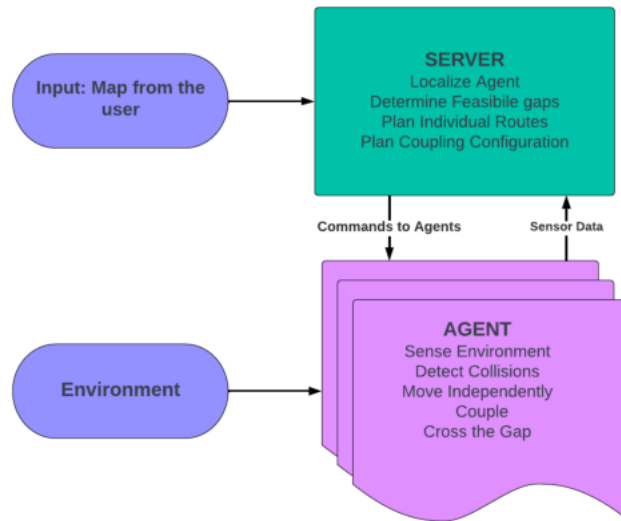 Input: Map from the
user
SERVER
Localize Agent
Determine Feasibile gaps
Plan Individual Routes
Plan Coupling Configuration
Commands to Agents
Sensor Data
Environment
AGENT
Sense Environment
Detect Collisions
Move Independently
Couple
Cross the Gap